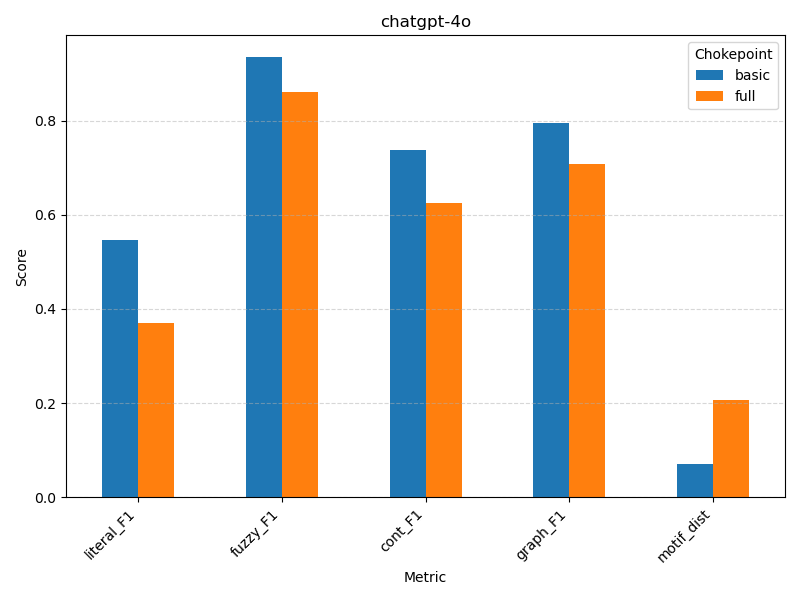 chatgpt-4o
Chokepoint
basic
full
Score
0.8
0.6
0.4
0.2
0.0
literal_F1
fuzzy_F1
cont_F1
graph_F1
motif_dist
Metric